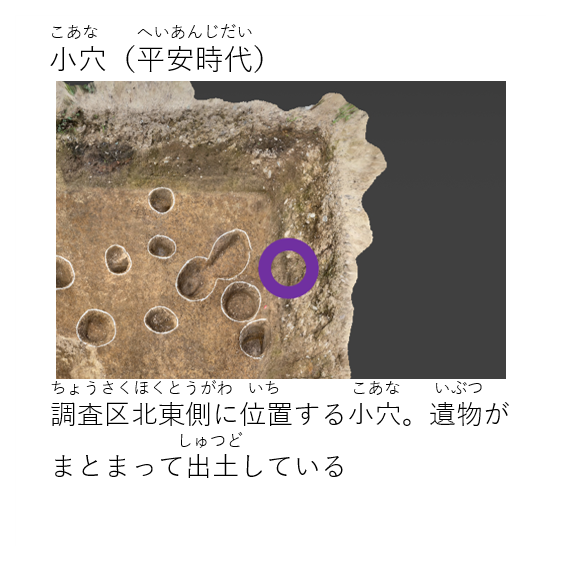 こあな　へいあんじだい
小穴（平安時代）
ちょうさくほくとうがわ　いち　こあな　いぶつ
調査区北東側に位置する小穴。遺物が
しゅつど
まとまって出土している